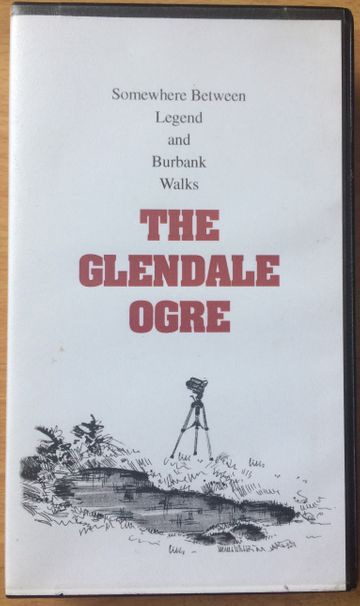 Somewhere Between
Legend
and
Burbank
Walks
THE
GLENDALE
OGRE